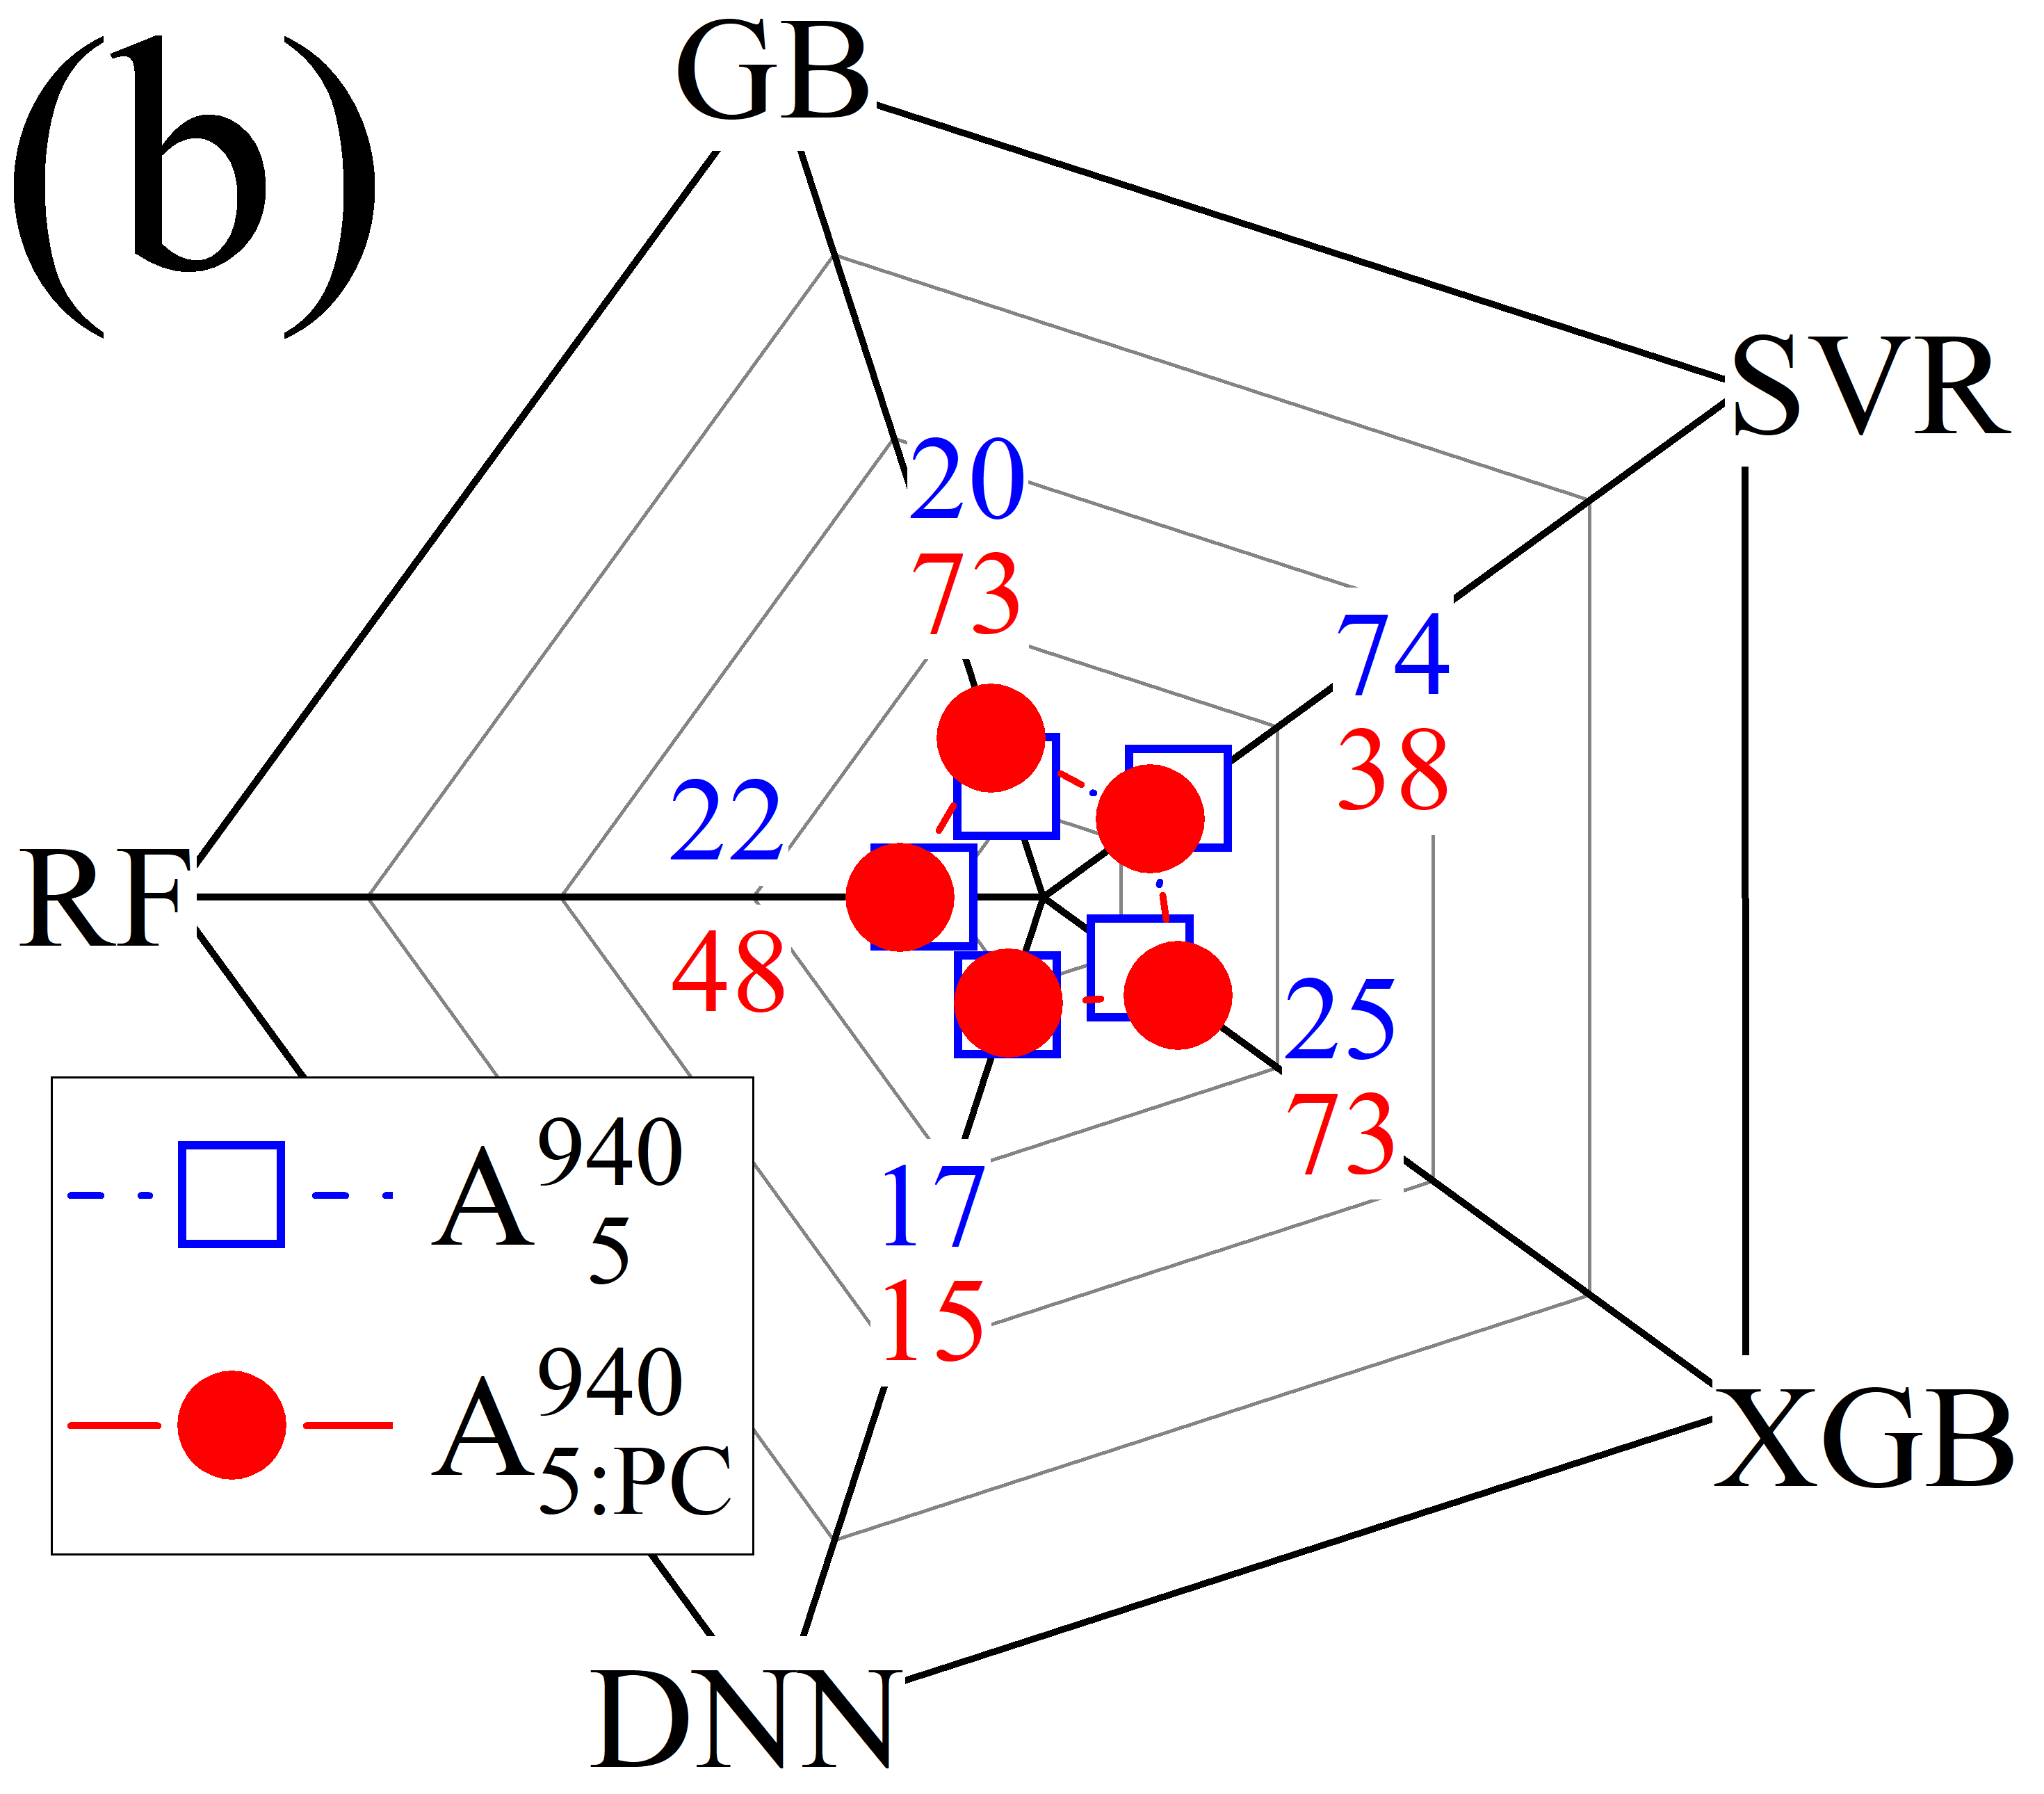 (b)
GB
SVR
20
73
74
38
22
48
RF
25
73
17
15
A 940 5
A 940 5:PC
XGB
DNN